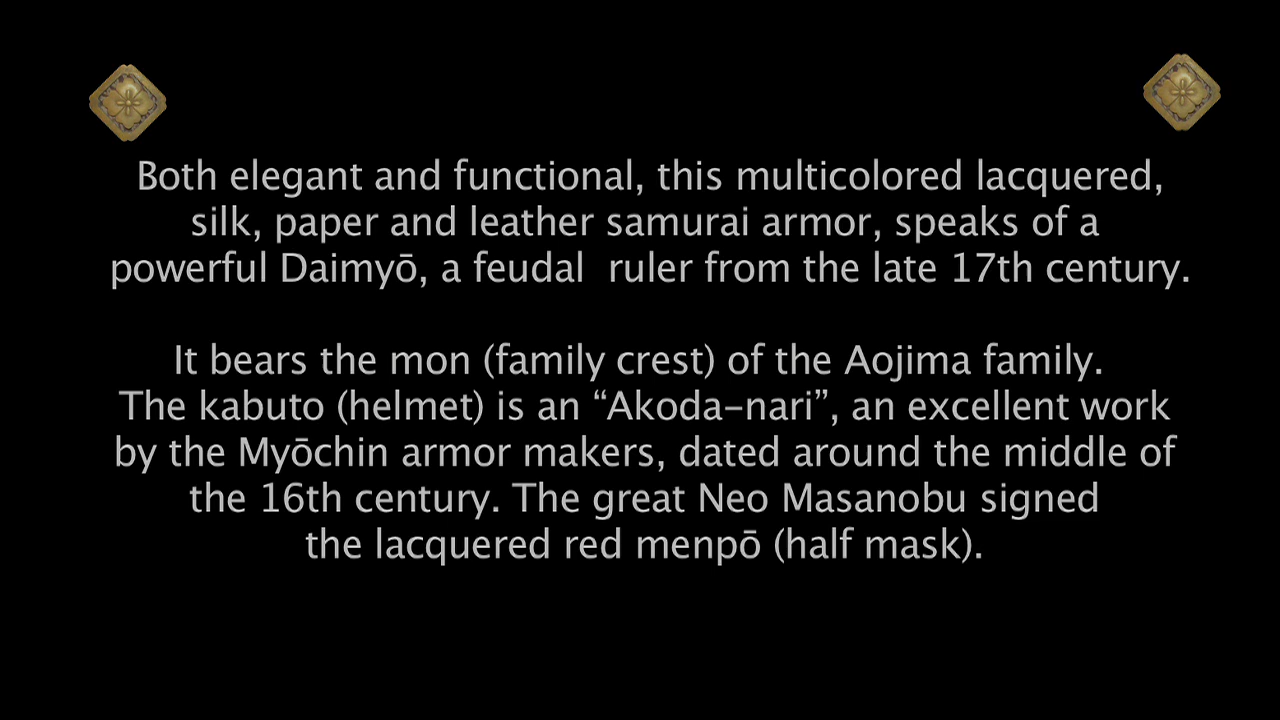 Both elegant and functional, this multicolored lacquered,
silk, paper and leather samurai armor, speaks of a
powerful Daimyō, a feudal  ruler from the late 17th century.
It bears the mon (family crest) of the Aojima family.
The kabuto (helmet) is an “Akoda–nari”, an excellent work
by the Myōchin armor makers, dated around the middle of
the 16th century. The great Neo Masanobu signed
the lacquered red menpō (half mask).